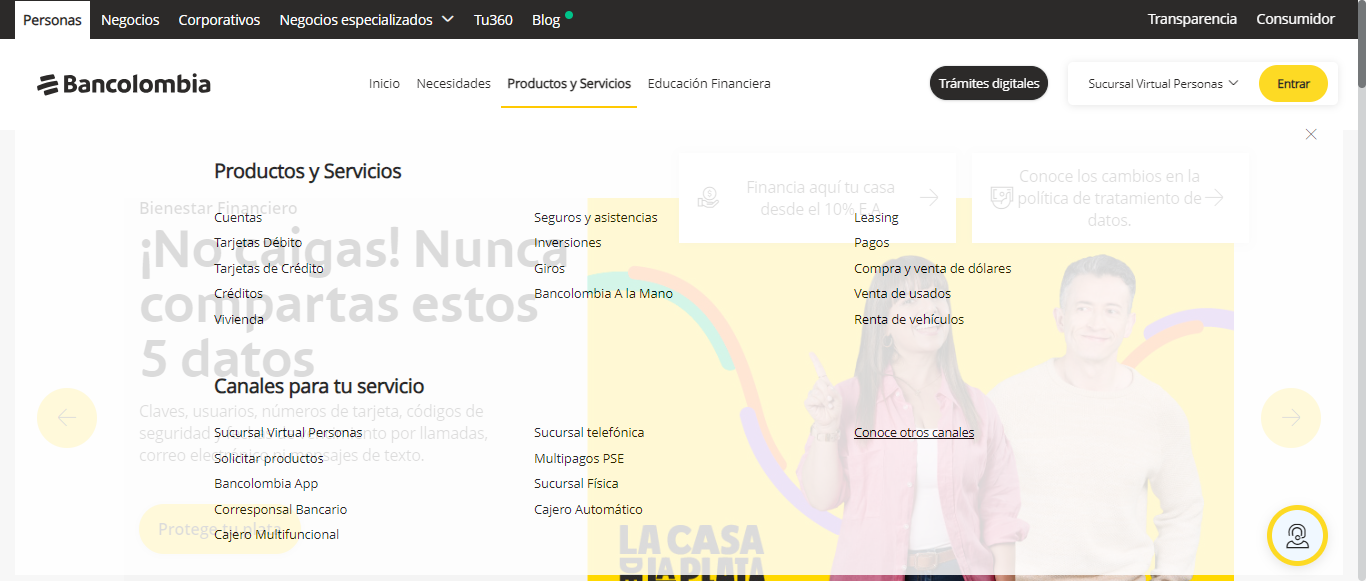 Personas Negocios Corporativos Negocios especializados Tu360 Blog Transparencia Consumidor
Bancolombia Inicio Necesidades Productos y Servicios Educación Financiera Trámites digitales Sucursal Virtual Personas Entrar
Productos y Servicios
Cuentas
Tarjetas Débito
Tarjetas de Crédito
Créditos
Vivienda
Seguros y asistencias
Inversiones
Giros
Bancolombia A la Mano
Leasing
Pagos
Compra y venta de dólares
Venta de usados
Renta de vehículos
Canales para tu servicio
Sucursal Virtual Personas
Solicitar productos
Bancolombia App
Corresponsal Bancario
Cajero Multifuncional
Sucursal telefónica
Multipagos PSE
Sucursal Física
Cajero Automático
Conoce otros canales
Financia aquí tu casa
desde el 10% E.A.
Conoce los cambios en la
política de tratamiento de
datos.
Bienestar Financiero
¡No caigas! Nunca
compartas estos
5 datos
Claves, usuarios, números de tarjeta, códigos de
seguridad y por llamadas,
correo mensajes de texto.
Protege tu plata
LA CASA
D LA PLATA